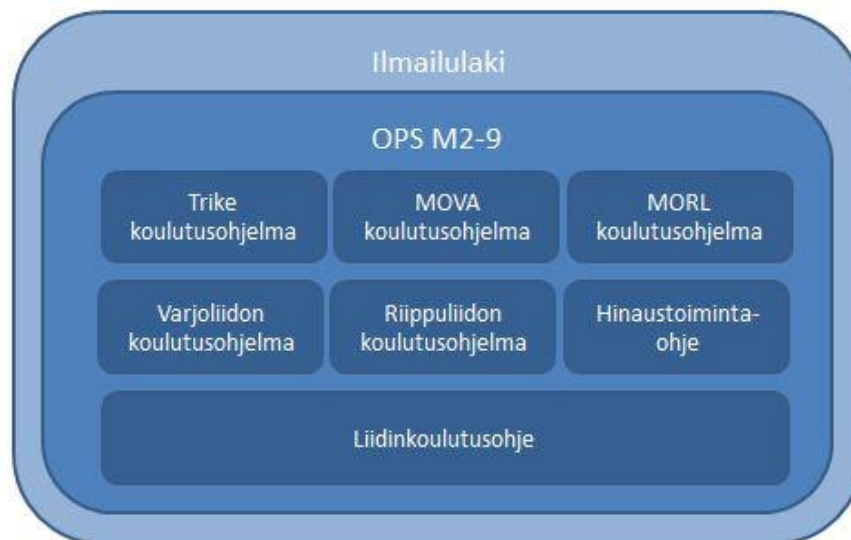 Ilmailulaki
OPS M2-9
Trike
koulutusohjelma
MOVA
koulutusohjelma
MORL
koulutusohjelma
Varjoliidon
koulutusohjelma
Riippuliidon
koulutusohjelma
Hinaustoiminta-
ohje
Liidinkoulutusohje